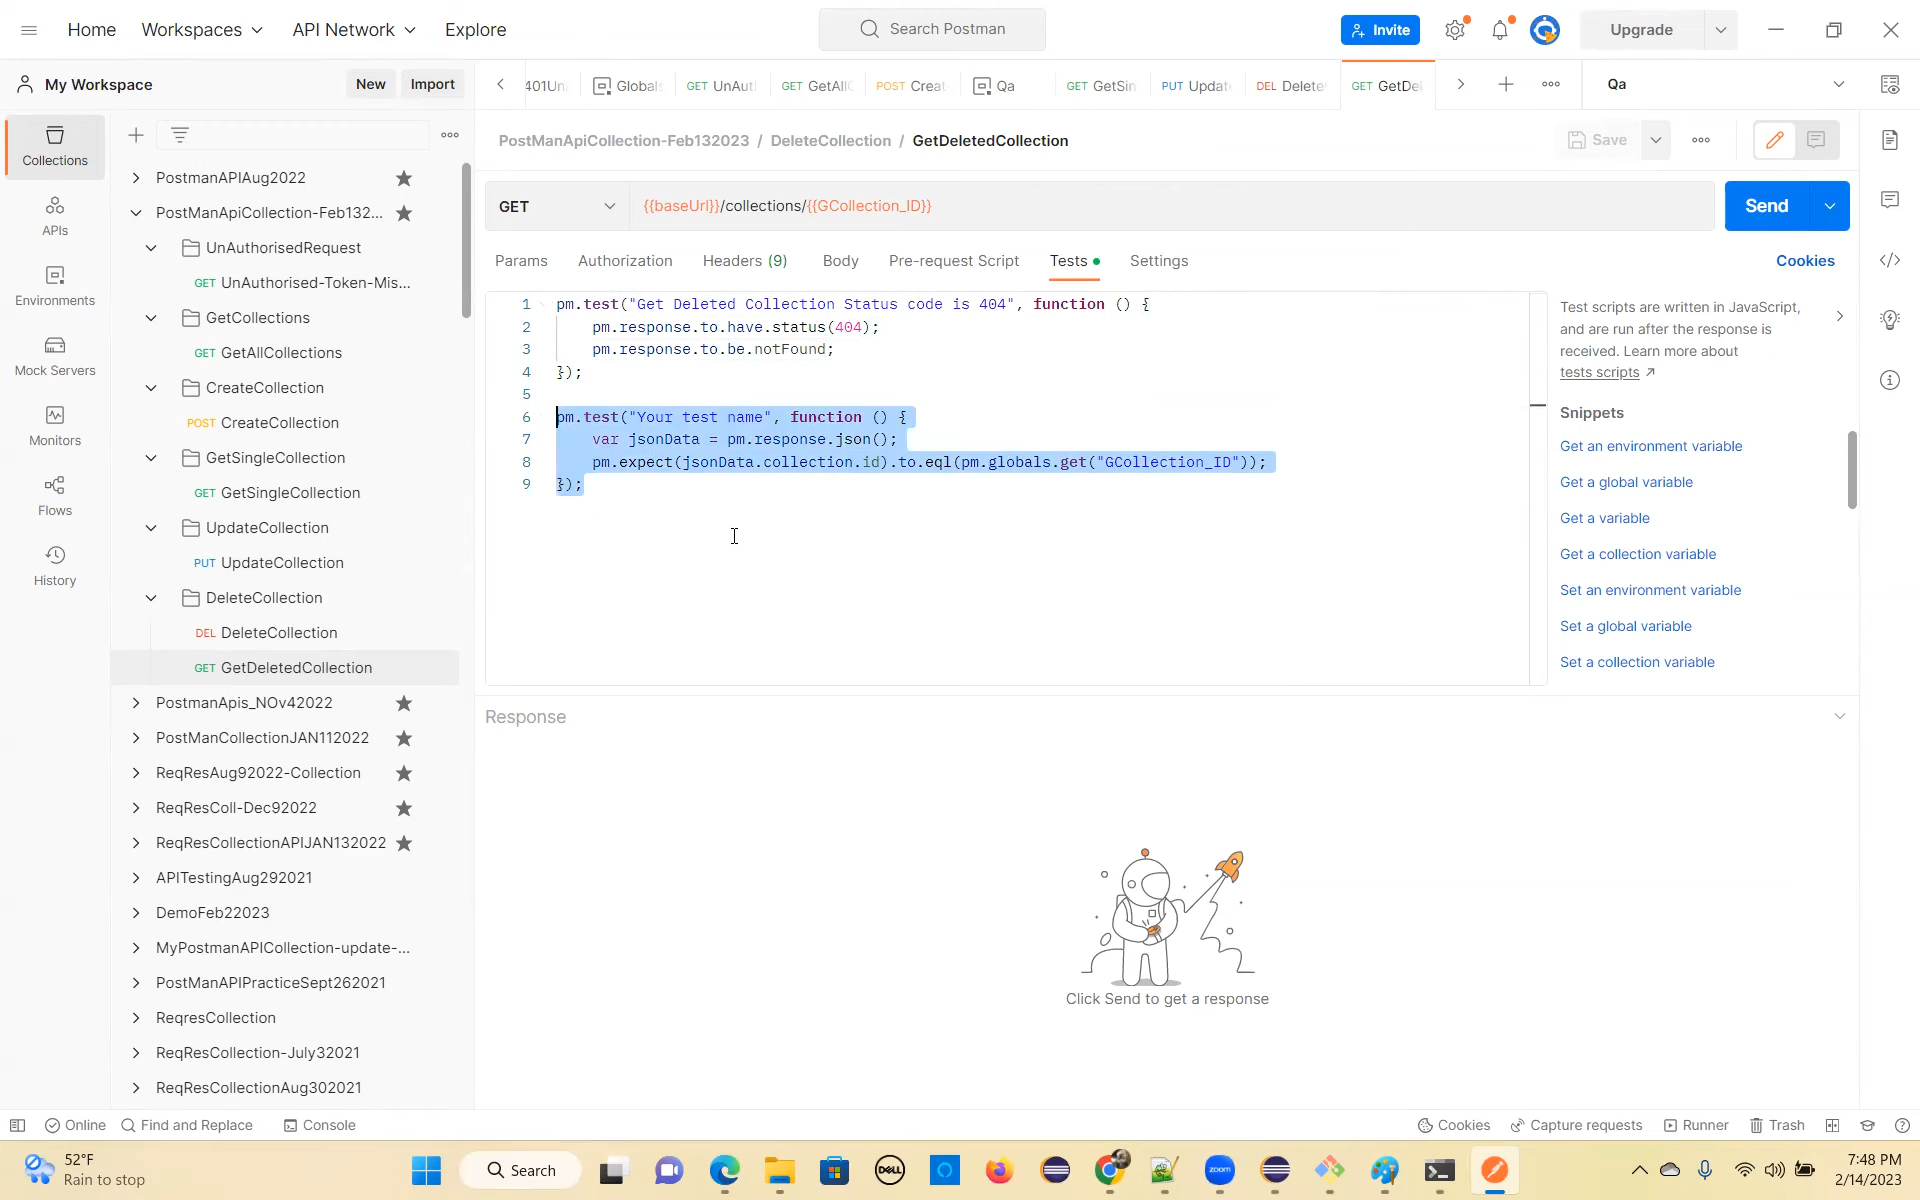 Home
Workspaces
API Network
Explore
Search Postman
Invite
Upgrade
My Workspace
New
Import
401Un
Globals
GET UnAut
GET GetAllC
POST Creat
Qa
GET GetSin
PUT Updat
DEL Delete
GET GetDel
Qa
Collections
APIs
Environments
Mock Servers
Monitors
Flows
History
PostmanAPIAug2022
PostManApiCollection-Feb132...
UnAuthorisedRequest
GET UnAuthorised-Token-Mis...
GetCollections
GET GetAllCollections
CreateCollection
POST CreateCollection
GetSingleCollection
GET GetSingleCollection
UpdateCollection
PUT UpdateCollection
DeleteCollection
DEL DeleteCollection
GET GetDeletedCollection
PostmanApis_NOv42022
PostManCollectionJAN112022
ReqResAug92022-Collection
ReqResColl-Dec92022
ReqResCollectionAPIJAN132022
APITestingAug292021
DemoFeb22023
MyPostmanAPICollection-update-...
PostManAPIPracticeSept262021
ReqresCollection
ReqResCollection-July32021
ReqResCollectionAug302021
PostManApiCollection-Feb132023 / DeleteCollection / GetDeletedCollection
Save
GET
{{baseUrl}}/collections/{{GCollection_ID}}
Send
Params
Authorization
Headers (9)
Body
Pre-request Script
Tests
Settings
Cookies
1 pm.test("Get Deleted Collection Status code is 404", function () {
2 pm.response.to.have.status(404);
3 pm.response.to.be.notFound;
4 });
5
6 pm.test("Your test name", function () {
7 var jsonData = pm.response.json();
8 pm.expect(jsonData.collection.id).to.eql(pm.globals.get("GCollection_ID"));
9 });
Test scripts are written in JavaScript,
and are run after the response is
received. Learn more about
tests scripts
Snippets
Get an environment variable
Get a global variable
Get a variable
Get a collection variable
Set an environment variable
Set a global variable
Set a collection variable
Response
Click Send to get a response
Online
Find and Replace
Console
Cookies
Capture requests
Runner
Trash
52°F
Rain to stop
Search
DELL
zoom
7:48 PM
2/14/2023